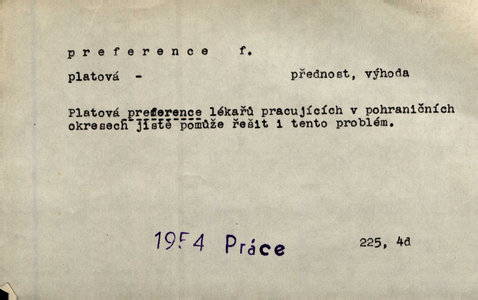 preference f.
platová - přednost, výhoda
Platová preference lékařů pracujících v pohraničních
okresech jistě pomůže řešit i tento problém.
1954 Práce 225, 4d